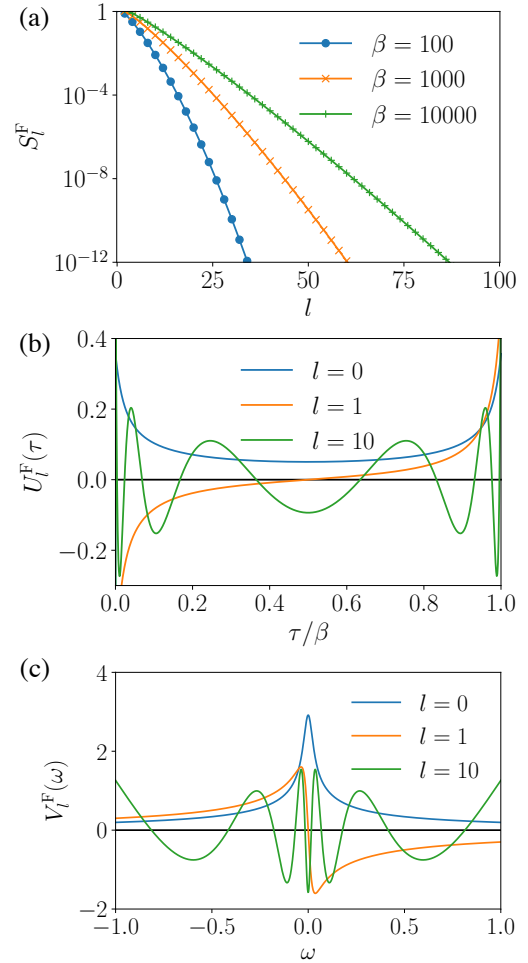 (a)
1
10^{-4}
10^{-8}
10^{-12}
S_l^F
β = 100
β = 1000
β = 10000
0 25 50 75 100
l
(b)
0.4
0.2
0.0
−0.2
U_l^F(τ)
l = 0
l = 1
l = 10
0.0 0.2 0.4 0.6 0.8 1.0
τ/β
(c)
4
2
0
−2
V_l^F(ω)
l = 0
l = 1
l = 10
−1.0 −0.5 0.0 0.5 1.0
ω